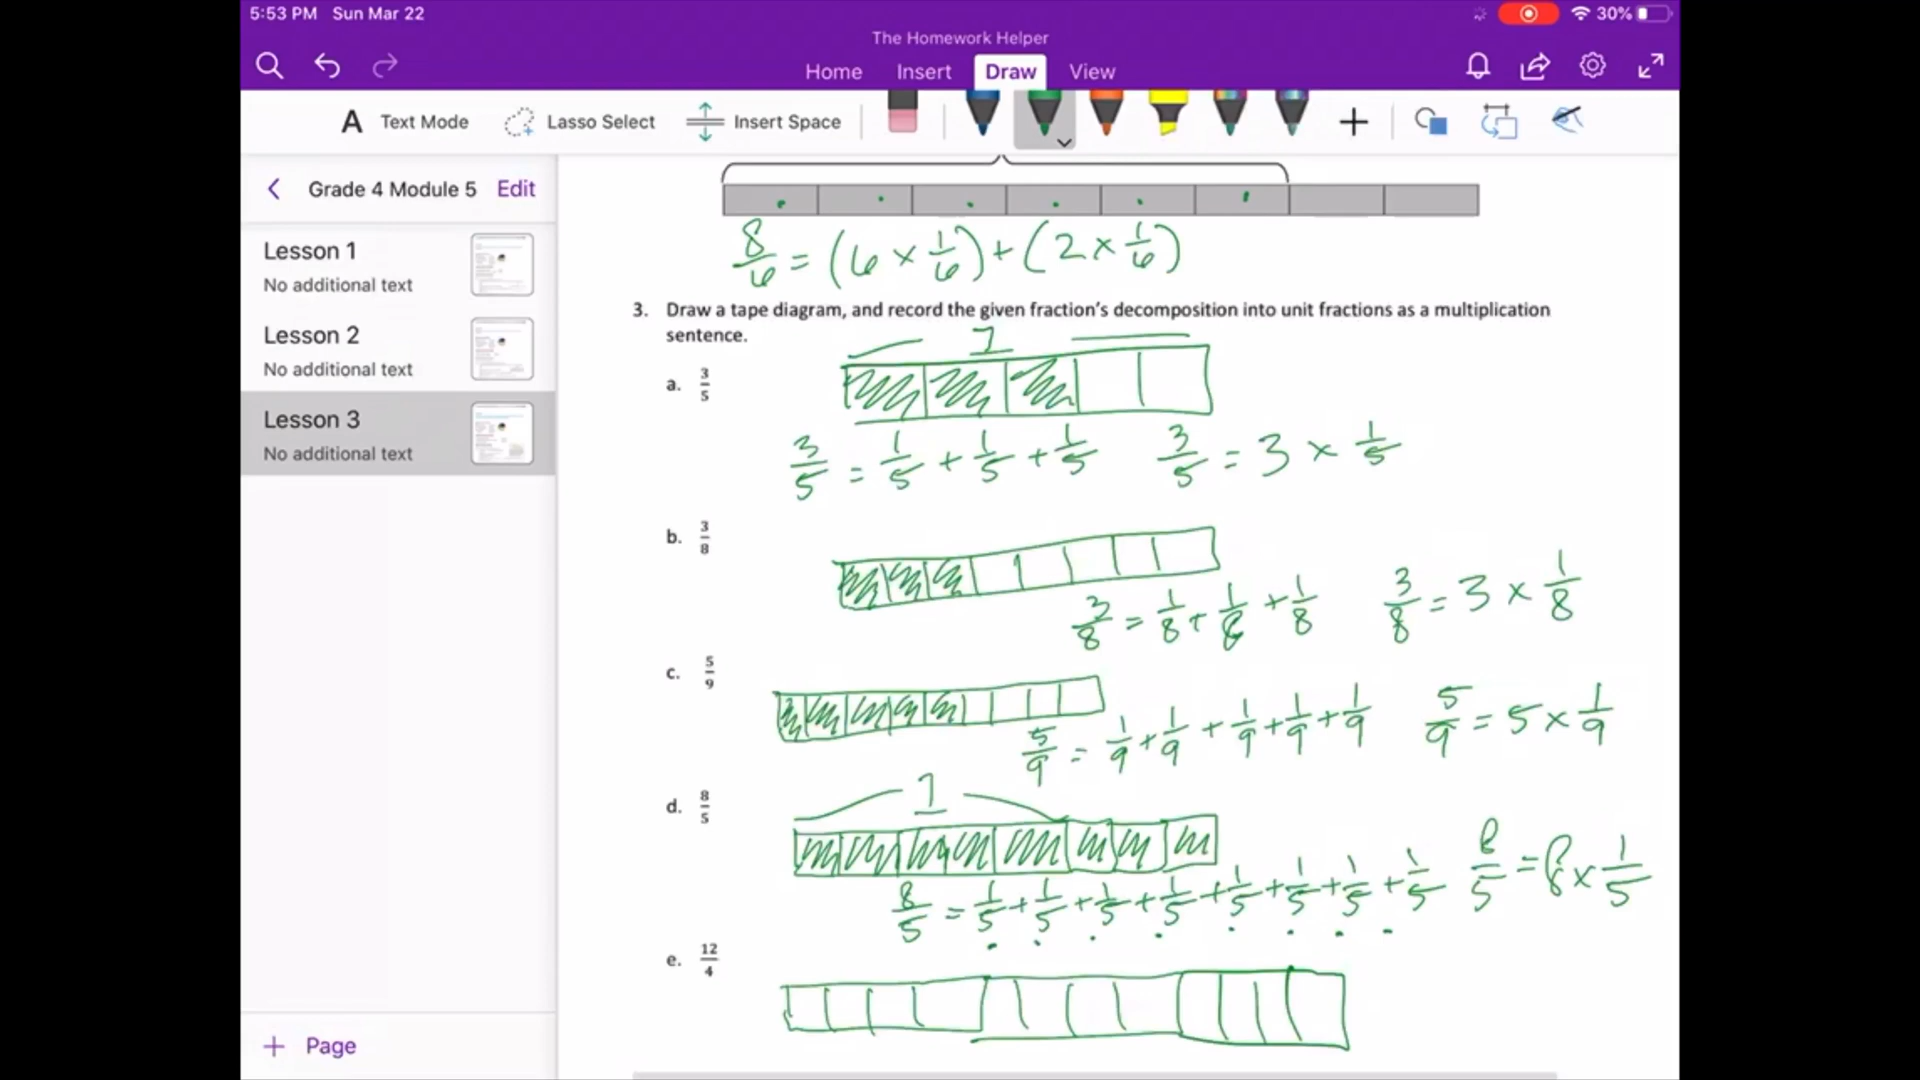 5:53 PM Sun Mar 22
30%
The Homework Helper
Home Insert Draw View
A Text Mode Lasso Select Insert Space
Grade 4 Module 5 Edit
Lesson 1
No additional text
Lesson 2
No additional text
Lesson 3
No additional text
+ Page
8/6 = (6 × 1/6) + (2 × 1/6)
3. Draw a tape diagram, and record the given fraction's decomposition into unit fractions as a multiplication
sentence.
1
a. 3/5
3/5 = 1/5 + 1/5 + 1/5 3/5 = 3 × 1/5
b. 3/8
3/8 = 1/8 + 1/8 + 1/8 3/8 = 3 × 1/8
c. 5/9
5/9 = 1/9 + 1/9 + 1/9 + 1/9 + 1/9 5/9 = 5 × 1/9
1
d. 8/5
8/5 = 1/5 + 1/5 + 1/5 + 1/5 + 1/5 + 1/5 + 1/5 + 1/5 8/5 = 8 × 1/5
e. 12/4